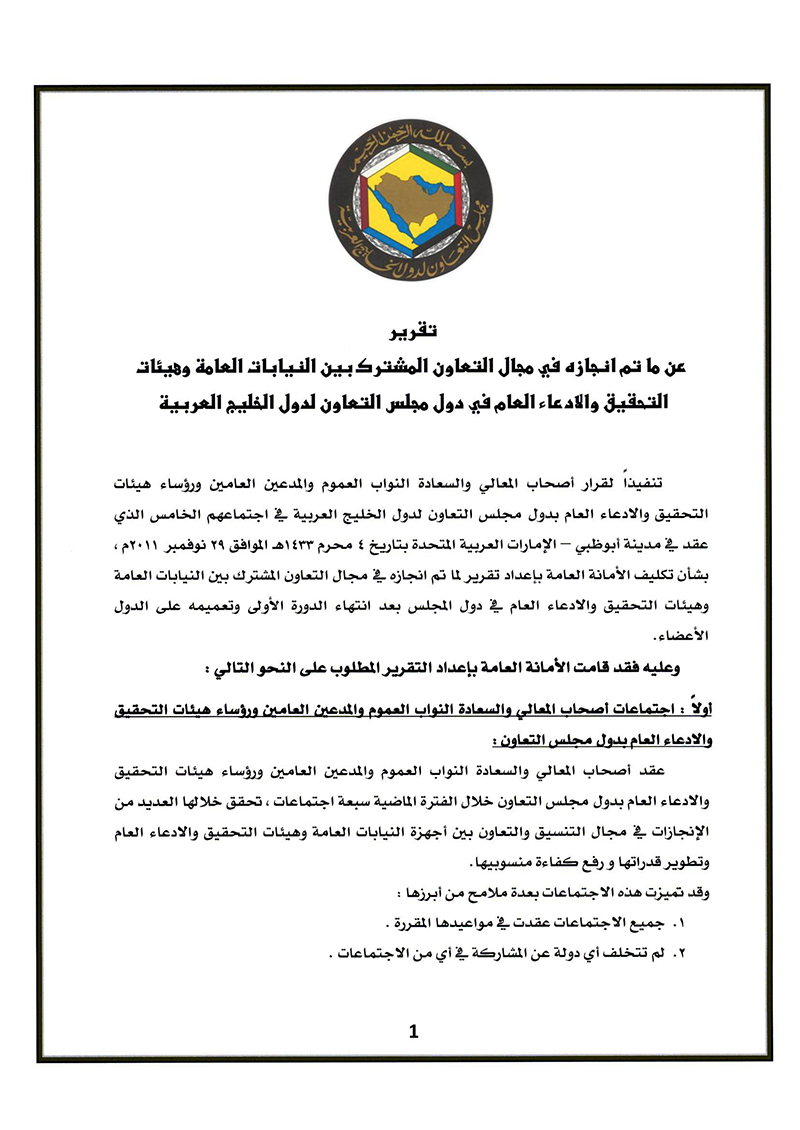 بسم الله الرحمن الرحيم
مجلس التعاون لدول الخليج العربية
تقرير
عن ما تم انجازه في مجال التعاون المشترك بين النيابات العامة وهيئات
التحقيق والادعاء العام في دول مجلس التعاون لدول الخليج العربية
تنفيذاً لقرار أصحاب المعالي والسعادة النواب العموم والمدعين العامين ورؤساء هيئات
التحقيق والادعاء العام بدول مجلس التعاون لدول الخليج العربية في اجتماعهم الخامس الذي
عقد في مدينة أبوظبي – الإمارات العربية المتحدة بتاريخ ٤ محرم ١٤٣٣هـ الموافق ٢٩ نوفمبر ٢٠١١م ،
بشأن تكليف الأمانة العامة بإعداد تقرير لما تم انجازه في مجال التعاون المشترك بين النيابات العامة
وهيئات التحقيق والادعاء العام في دول المجلس بعد انتهاء الدورة الأولى وتعميمه على الدول
الأعضاء.
وعليه فقد قامت الأمانة العامة بإعداد التقرير المطلوب على النحو التالي :
أولاً : اجتماعات أصحاب المعالي والسعادة النواب العموم والمدعين العامين ورؤساء هيئات التحقيق
والادعاء العام بدول مجلس التعاون :
عقد أصحاب المعالي والسعادة النواب العموم والمدعين العامين ورؤساء هيئات التحقيق
والادعاء العام بدول مجلس التعاون خلال الفترة الماضية سبعة اجتماعات ، تحقق خلالها العديد من
الإنجازات في مجال التنسيق والتعاون بين أجهزة النيابات العامة وهيئات التحقيق والادعاء العام
وتطوير قدراتها و رفع كفاءة منسوبيها.
وقد تميزت هذه الاجتماعات بعدة ملامح من أبرزها :
١. جميع الاجتماعات عقدت في مواعيدها المقررة .
٢. لم تتخلف أي دولة عن المشاركة في أي من الاجتماعات .
1